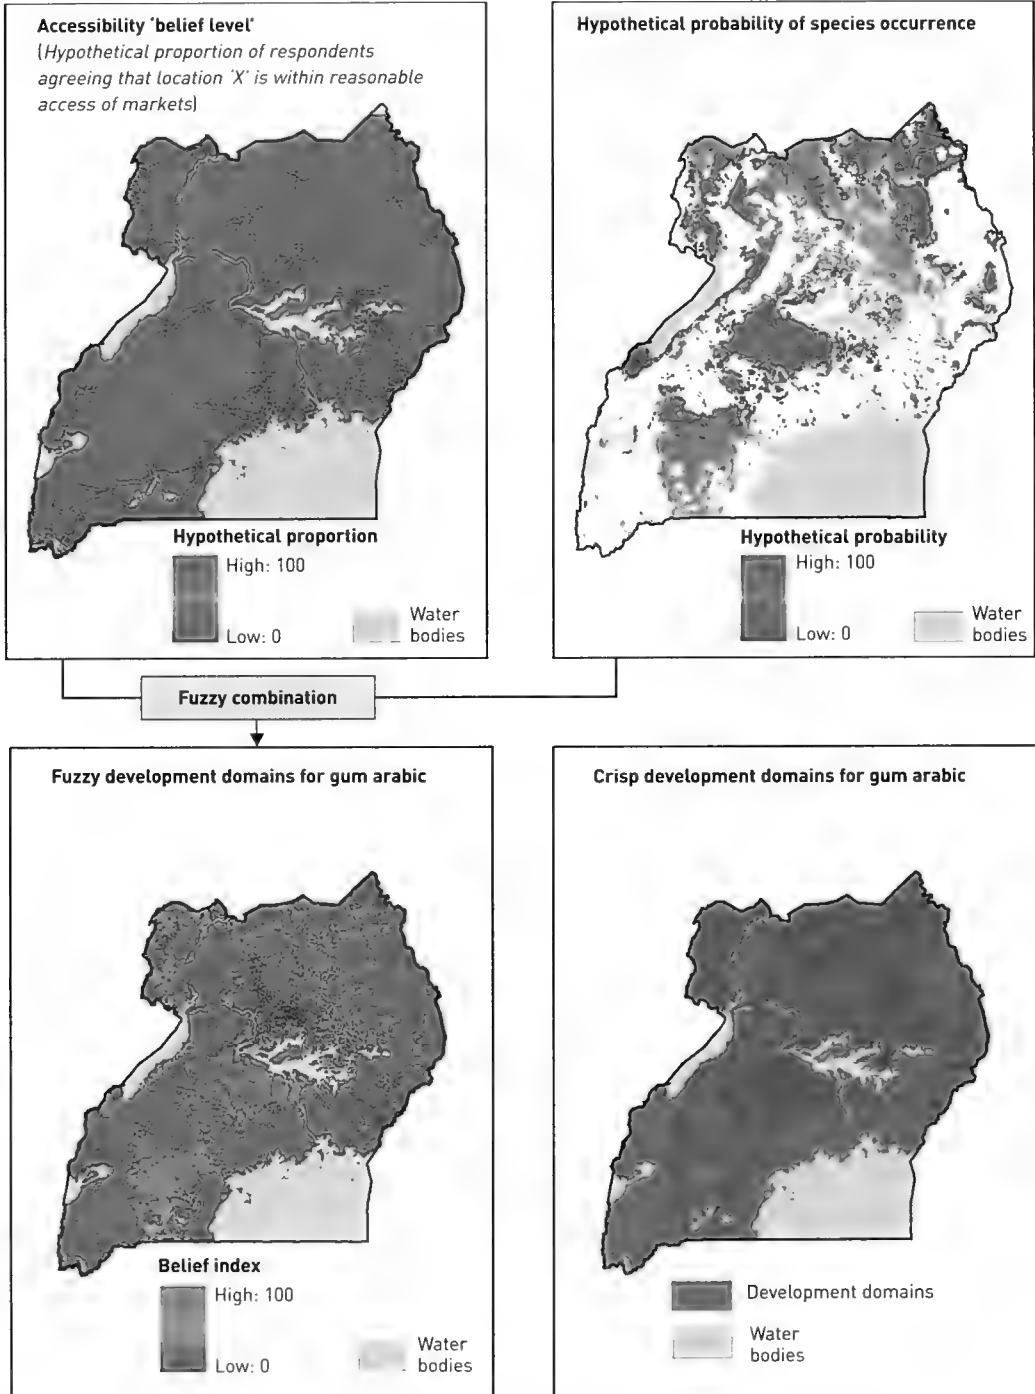 Accessibility 'belief level'
(Hypothetical proportion of respondents
agreeing that location 'X' is within reasonable
access of markets)
Hypothetical proportion
High: 100
Low: 0
Water
bodies
Hypothetical probability of species occurrence
Hypothetical probability
High: 100
Low: 0
Water
bodies
Fuzzy combination
Fuzzy development domains for gum arabic
Belief index
High: 100
Low: 0
Water
bodies
Crisp development domains for gum arabic
Development domains
Water
bodies